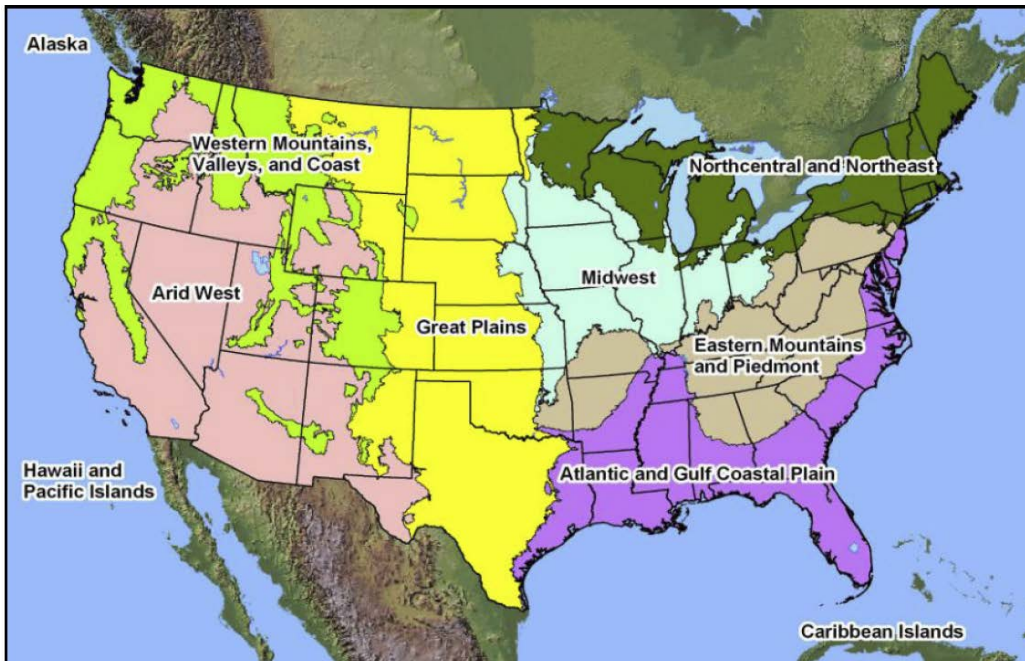 Alaska
Western Mountains,
Valleys, and Coast
Northcentral and Northeast
Arid West
Midwest
Great Plains
Eastern Mountains
and Piedmont
Hawaii and
Pacific Islands
Atlantic and Gulf Coastal Plain
Caribbean Islands